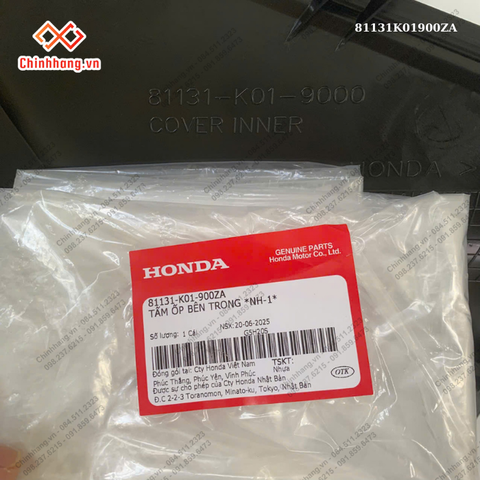 Chinhhang.vn
81131K01900ZA
81131-K01-9000
COVER INNER
HONDA
HONDA
GENUINE PARTS
Honda Motor Co., Ltd.
81131-K01-900ZA
TẤM ỐP BÊN TRONG *NH-1*
Số lượng: 1 Cái
NSX:20-06-2025
GSH205
Đóng gói tại: Cty Honda Việt Nam
Phúc Thắng, Phúc Yên, Vĩnh Phúc
Được sự cho phép của Cty Honda Nhật Bản
Đ.C 2-2-3 Toranomon, Minato-ku, Tokyo, Nhật Bản
TSKT:
Nhựa
OTK